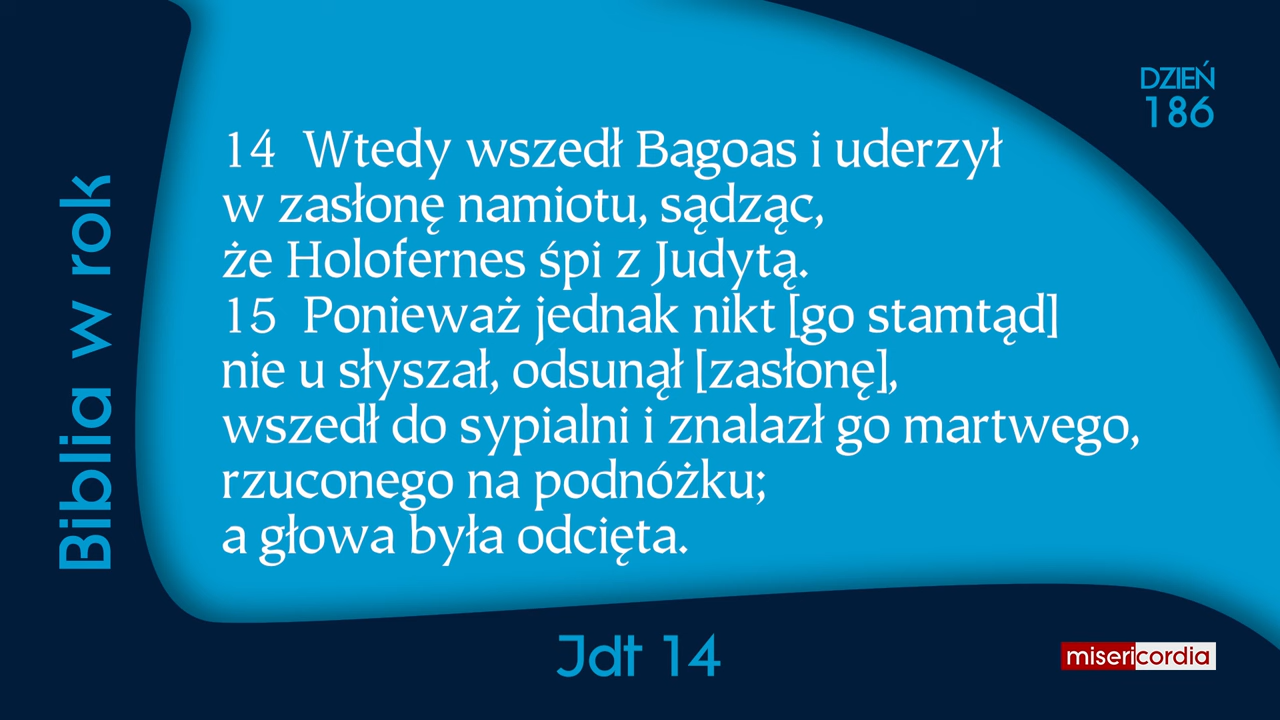 DZIEŃ
186
Biblia w rok
14 Wtedy wszedł Bagoas i uderzył
w zasłonę namiotu, sądząc,
że Holofernes śpi z Judytą.
15 Ponieważ jednak nikt [go stamtąd]
nie u słyszał, odsunął [zasłonę],
wszedł do sypialni i znalazł go martwego,
rzuconego na podnóżku;
a głowa była odcięta.
Jdt 14
misericordia